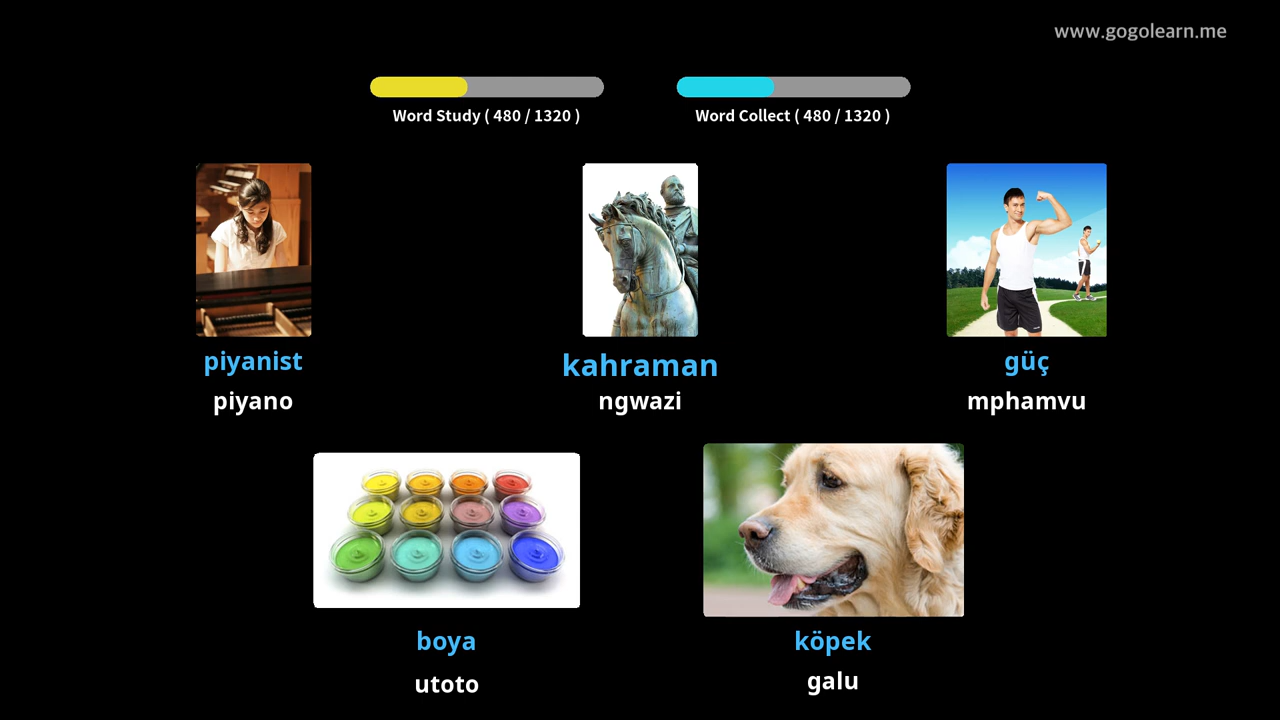 www.gogolearn.me
Word Study ( 480 / 1320 )
Word Collect ( 480 / 1320 )
piyanist
piyano
kahraman
ngwazi
güç
mphamvu
boya
utoto
köpek
galu